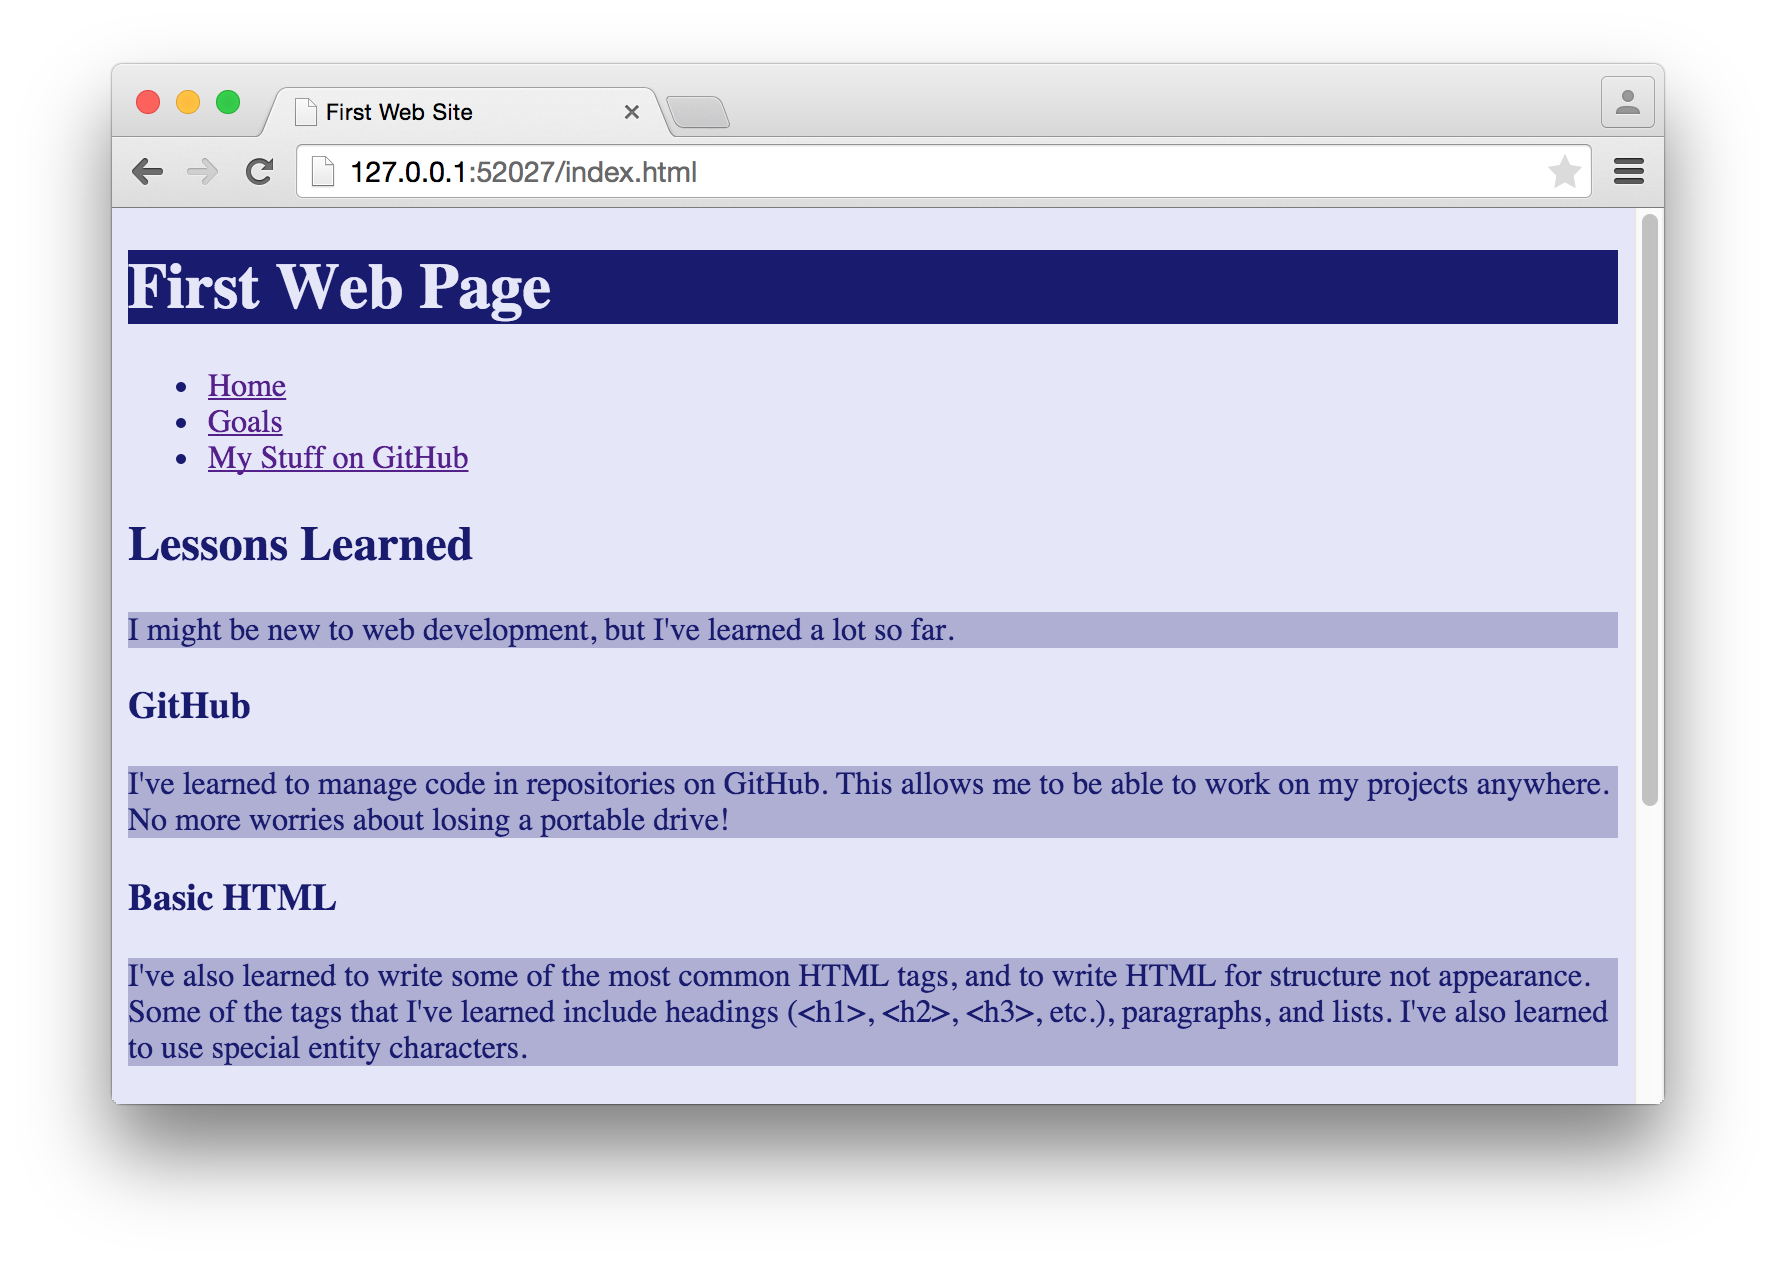 First Web Site
127.0.0.1:52027/index.html
First Web Page
Home
Goals
My Stuff on GitHub
Lessons Learned
I might be new to web development, but I've learned a lot so far.
GitHub
I've learned to manage code in repositories on GitHub. This allows me to be able to work on my projects anywhere.
No more worries about losing a portable drive!
Basic HTML
I've also learned to write some of the most common HTML tags, and to write HTML for structure not appearance.
Some of the tags that I've learned include headings (<h1>, <h2>, <h3>, etc.), paragraphs, and lists. I've also learned
to use special entity characters.